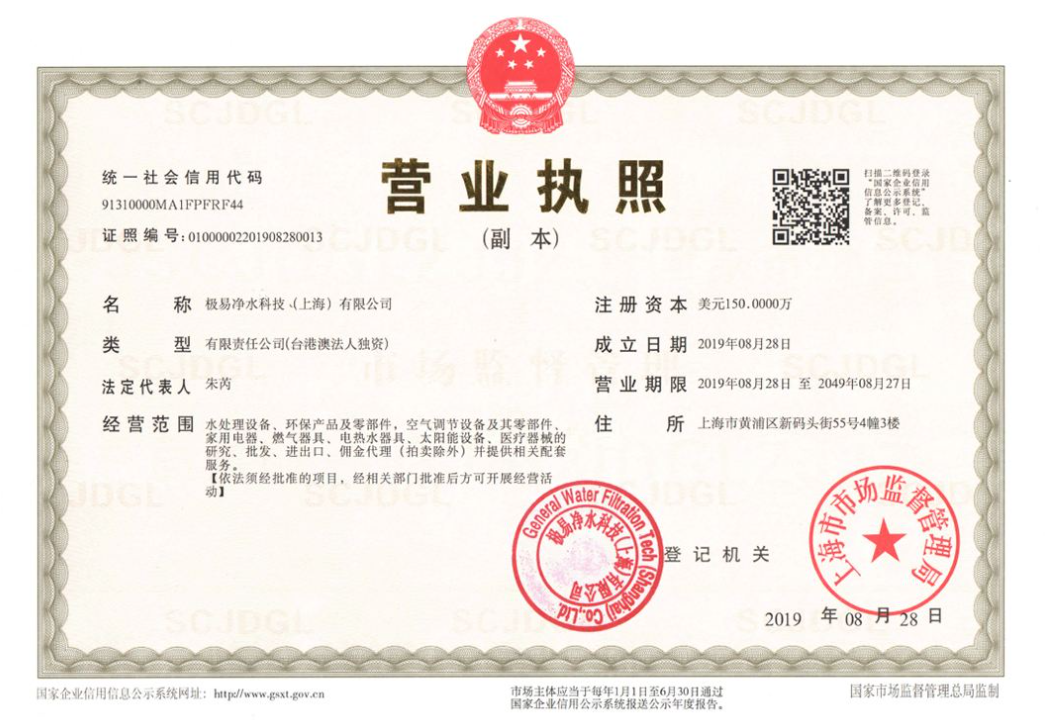 统一社会信用代码
91310000MA1FPFRF44
证照编号:01000002201908280013
营业执照
(副 本)
扫描二维码登录
"国家企业信用
信息公示系统"
了解更多登记、
备案、许可、监
管信息。
名 称 极易净水科技（上海）有限公司
类 型 有限责任公司(台港澳法人独资)
法定代表人 朱芮
经营范围 水处理设备、环保产品及零部件，空气调节设备及其零部件、
家用电器、燃气器具、电热水器具、太阳能设备、医疗器械的
研究、批发、进出口、佣金代理（拍卖除外）并提供相关配套
服务。
【依法须经批准的项目，经相关部门批准后方可开展经营活
动】
注册资本 美元150.0000万
成立日期 2019年08月28日
营业期限 2019年08月28日 至 2049年08月27日
住 所 上海市黄浦区新码头街55号4幢3楼
General Water Filtration Tech (Shanghai) Co.,Ltd.
极易净水科技(上海)有限公司
登记机关
上海市市场监督管理局
2019 年 08 月 28 日
国家企业信用信息公示系统网址：http://www.gsxt.gov.cn
市场主体应当于每年1月1日至6月30日通过
国家企业信用公示系统报送公示年度报告。
国家市场监督管理总局监制
SCJDGL
市场监督管理